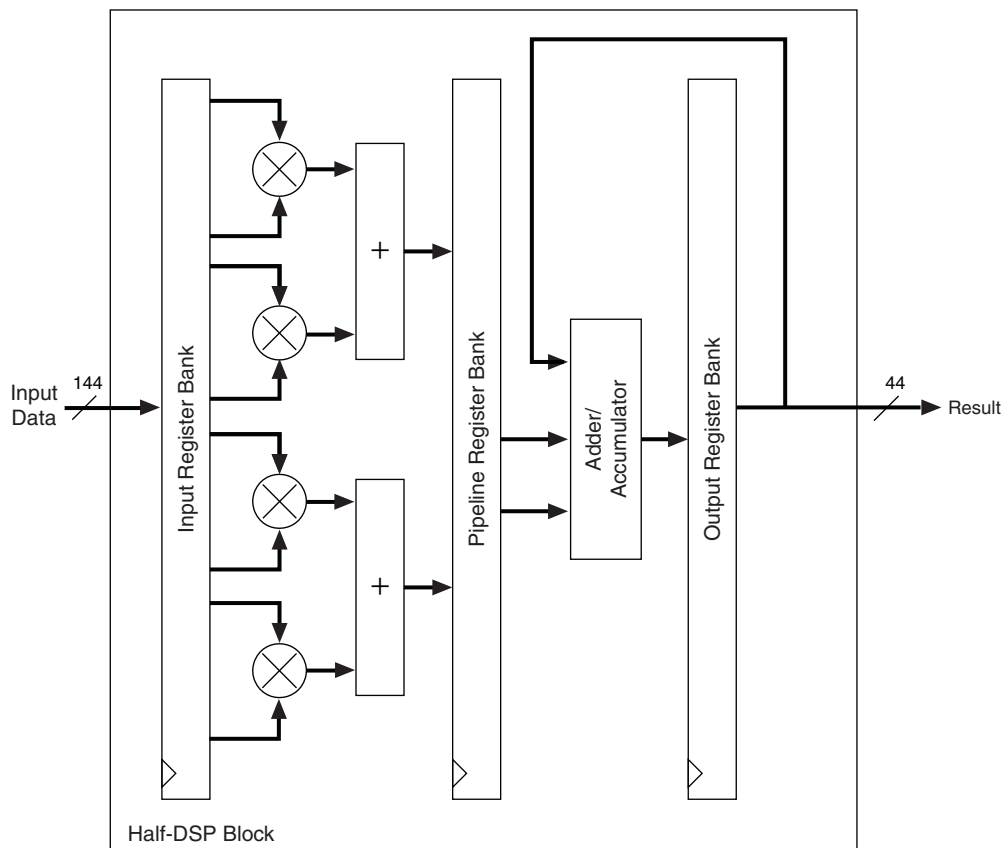 Input
Data
144
Input Register Bank
+
+
Pipeline Register Bank
Adder/
Accumulator
Output Register Bank
44
Result
Half-DSP Block